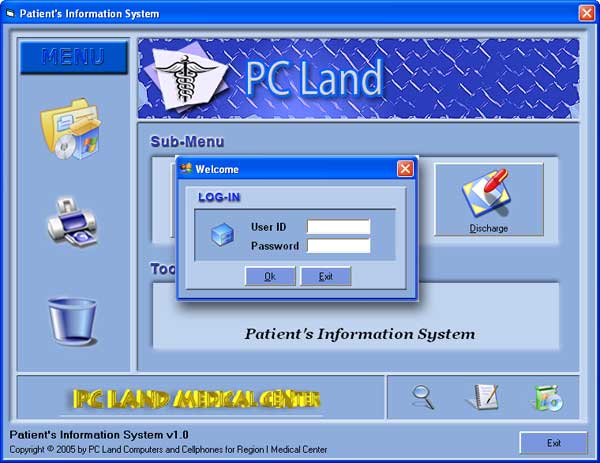 Patient's Information System
MENU
PC Land
Sub-Menu
Welcome
LOG-IN
User ID
Password
Ok
Exit
Discharge
Too
Patient's Information System
PC LAND MEDICAL CENTER
Patient's Information System v1.0
Copyright © 2005 by PC Land Computers and Cellphones for Region I Medical Center
Exit